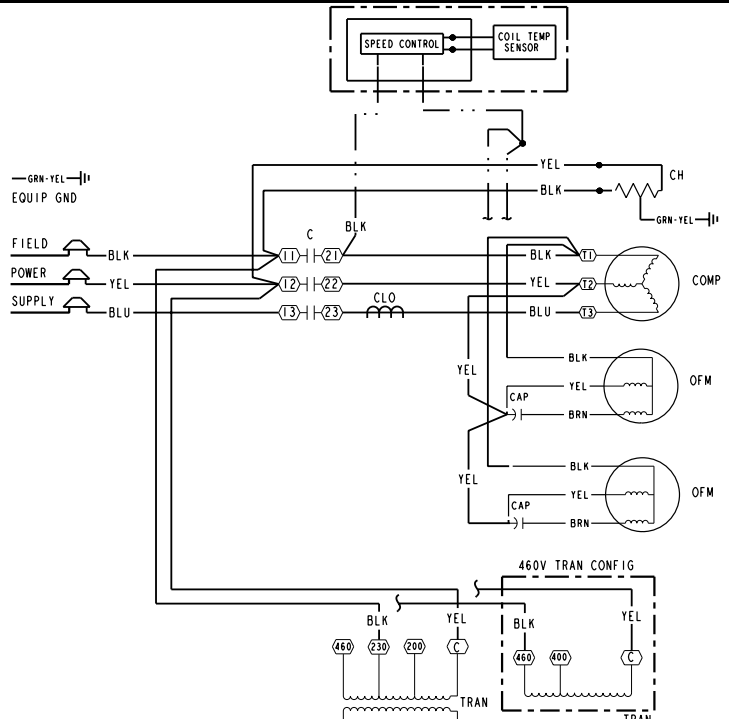 SPEED CONTROL
COIL TEMP
SENSOR
GRN-YEL
EQUIP GND
YEL
CH
BLK
GRN-YEL
BLK
C
FIELD
BLK
11
21
BLK
T1
POWER
YEL
12
22
YEL
T2
COMP
SUPPLY
BLU
13
23
CLO
BLU
T3
BLK
YEL
YEL
OFM
CAP
BRN
BLK
YEL
YEL
OFM
CAP
BRN
460V TRAN CONFIG
BLK
YEL
BLK
YEL
460
230
200
C
460
400
C
TRAN
TRAN